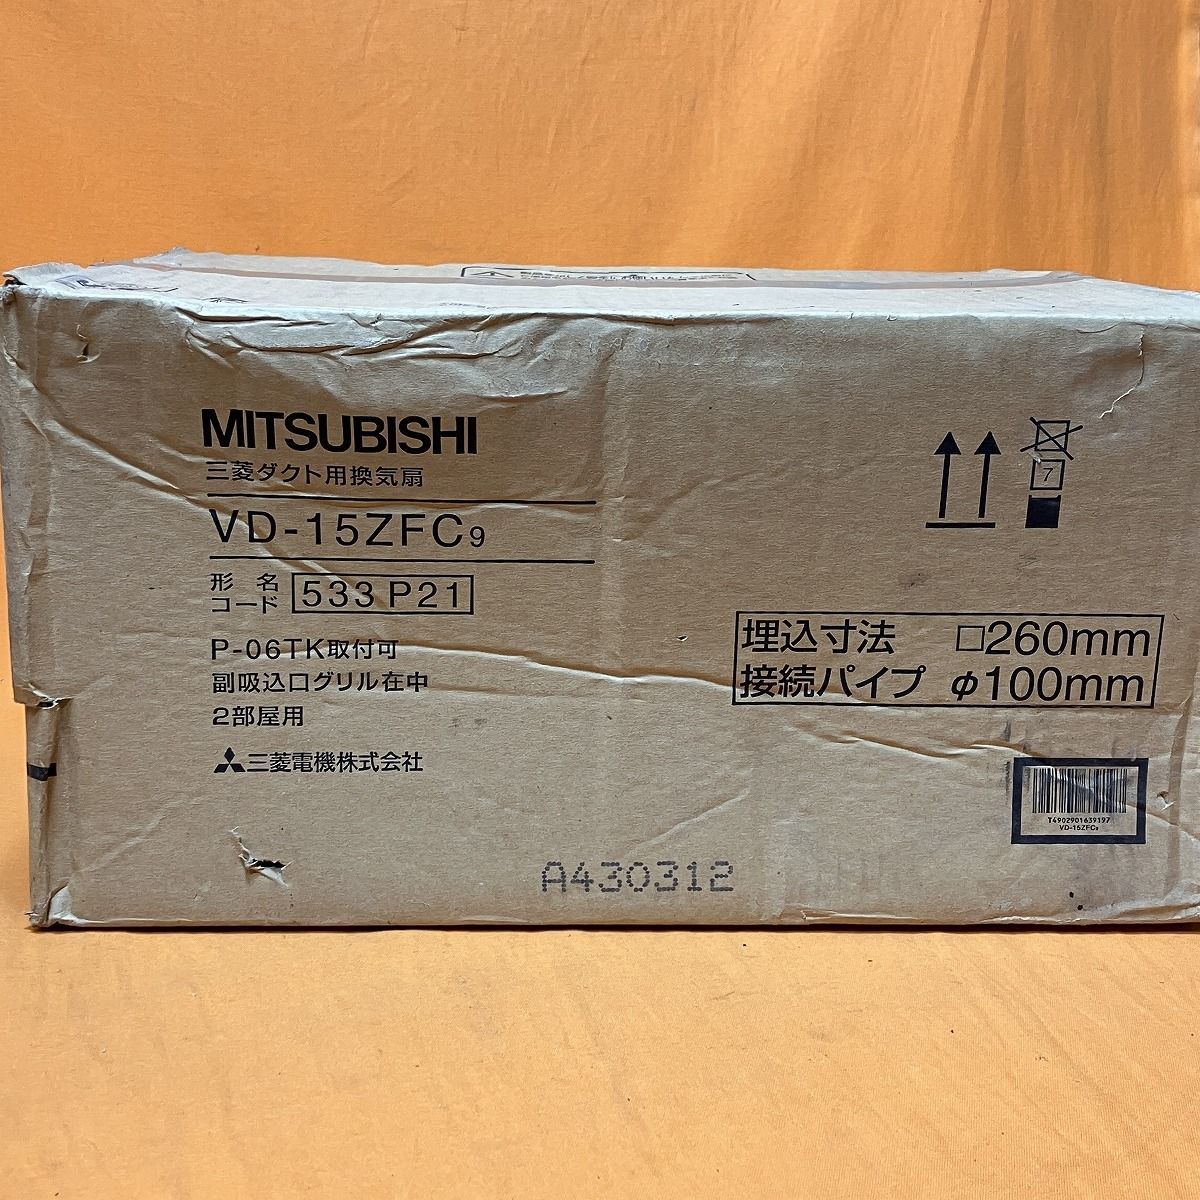 MITSUBISHI
三菱ダクト用換気扇
VD-15ZFC9
形名コード 533 P21
P-06TK取付可
副吸込口グリル在中
2部屋用
三菱電機株式会社
7
埋込寸法 □260mm
接続パイプ φ100mm
T4902901639197
VD-15ZFC9
A430312